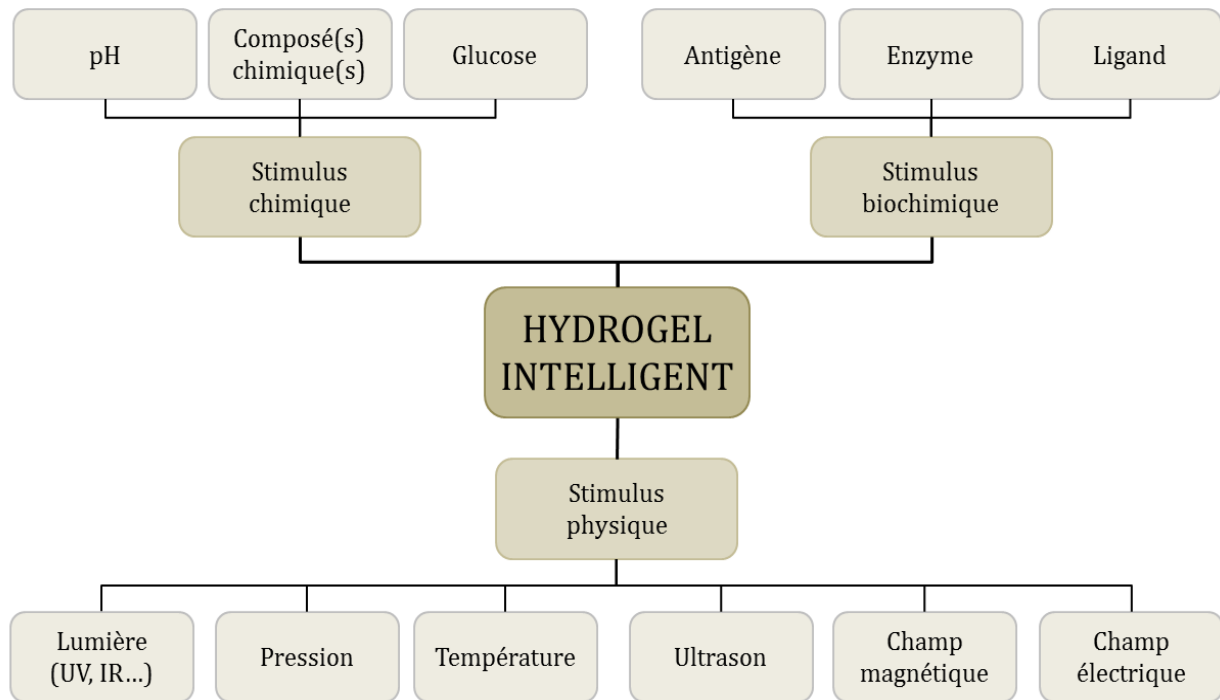 pH
Composé(s)
chimique(s)
Glucose
Antigène
Enzyme
Ligand
Stimulus
chimique
Stimulus
biochimique
HYDROGEL
INTELLIGENT
Stimulus
physique
Lumière
(UV, IR...)
Pression
Température
Ultrason
Champ
magnétique
Champ
électrique